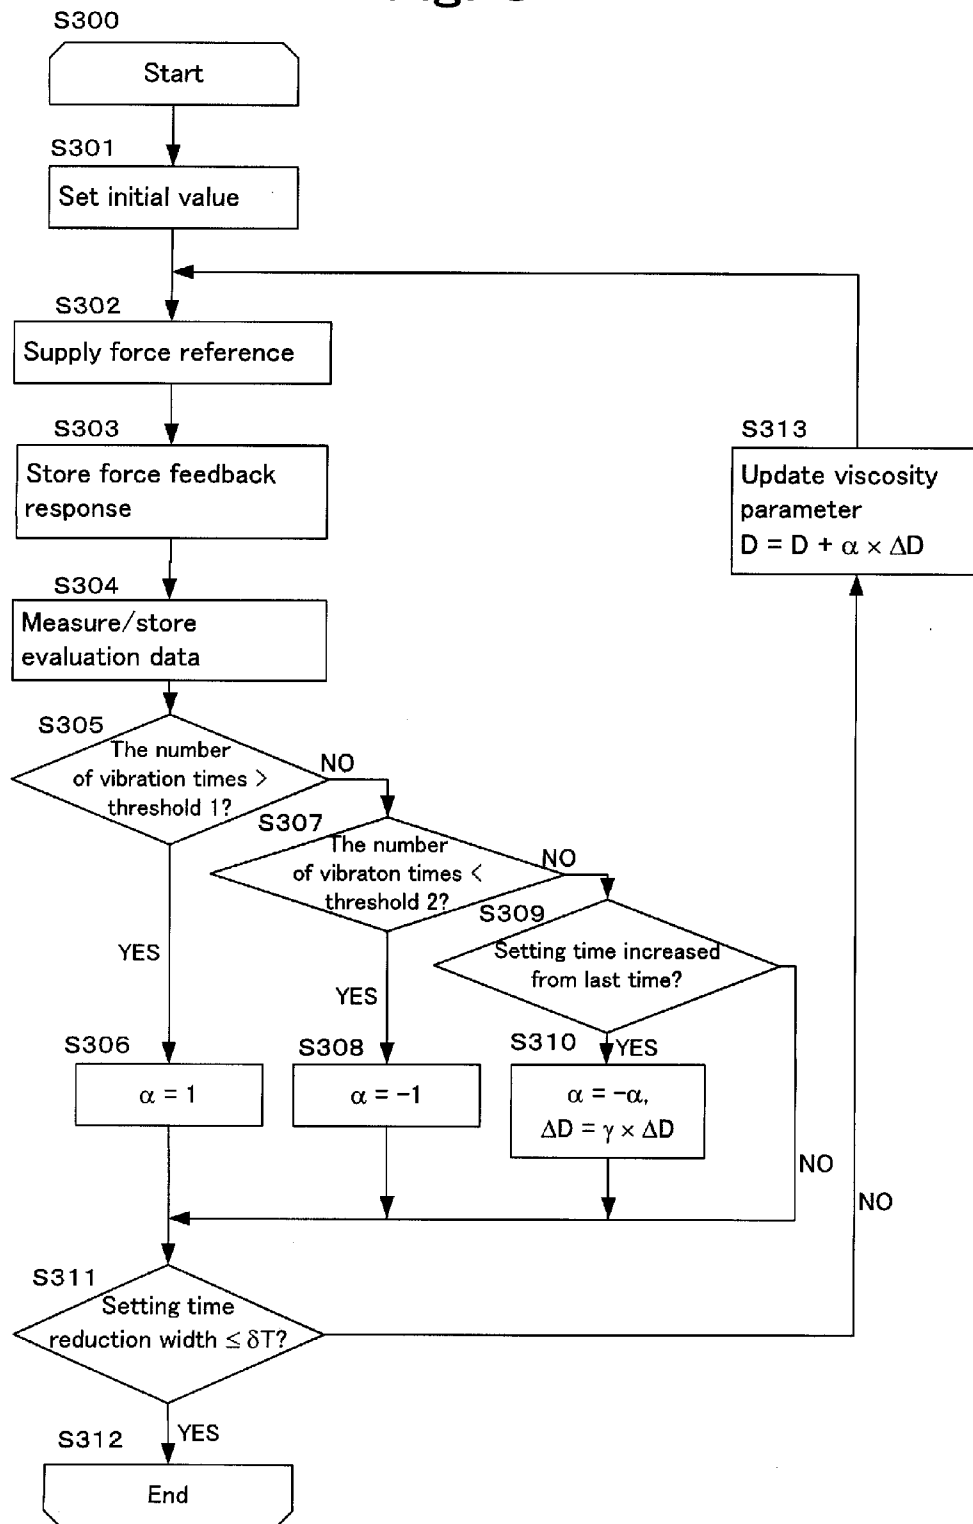 S300
Start
S301
Set initial value
S302
Supply force reference
S303
Store force feedback
response
S313
Update viscosity
parameter
D = D + α × ΔD
S304
Measure/store
evaluation data
S305
The number
of vibration times >
threshold 1?
NO
S307
The number
of vibraton times <
threshold 2?
NO
S309
Setting time increased
from last time?
YES
YES
S306
α = 1
S308
α = -1
S310
YES
α = -α,
ΔD = γ × ΔD
NO
NO
S311
Setting time
reduction width ≤ δT?
YES
S312
End